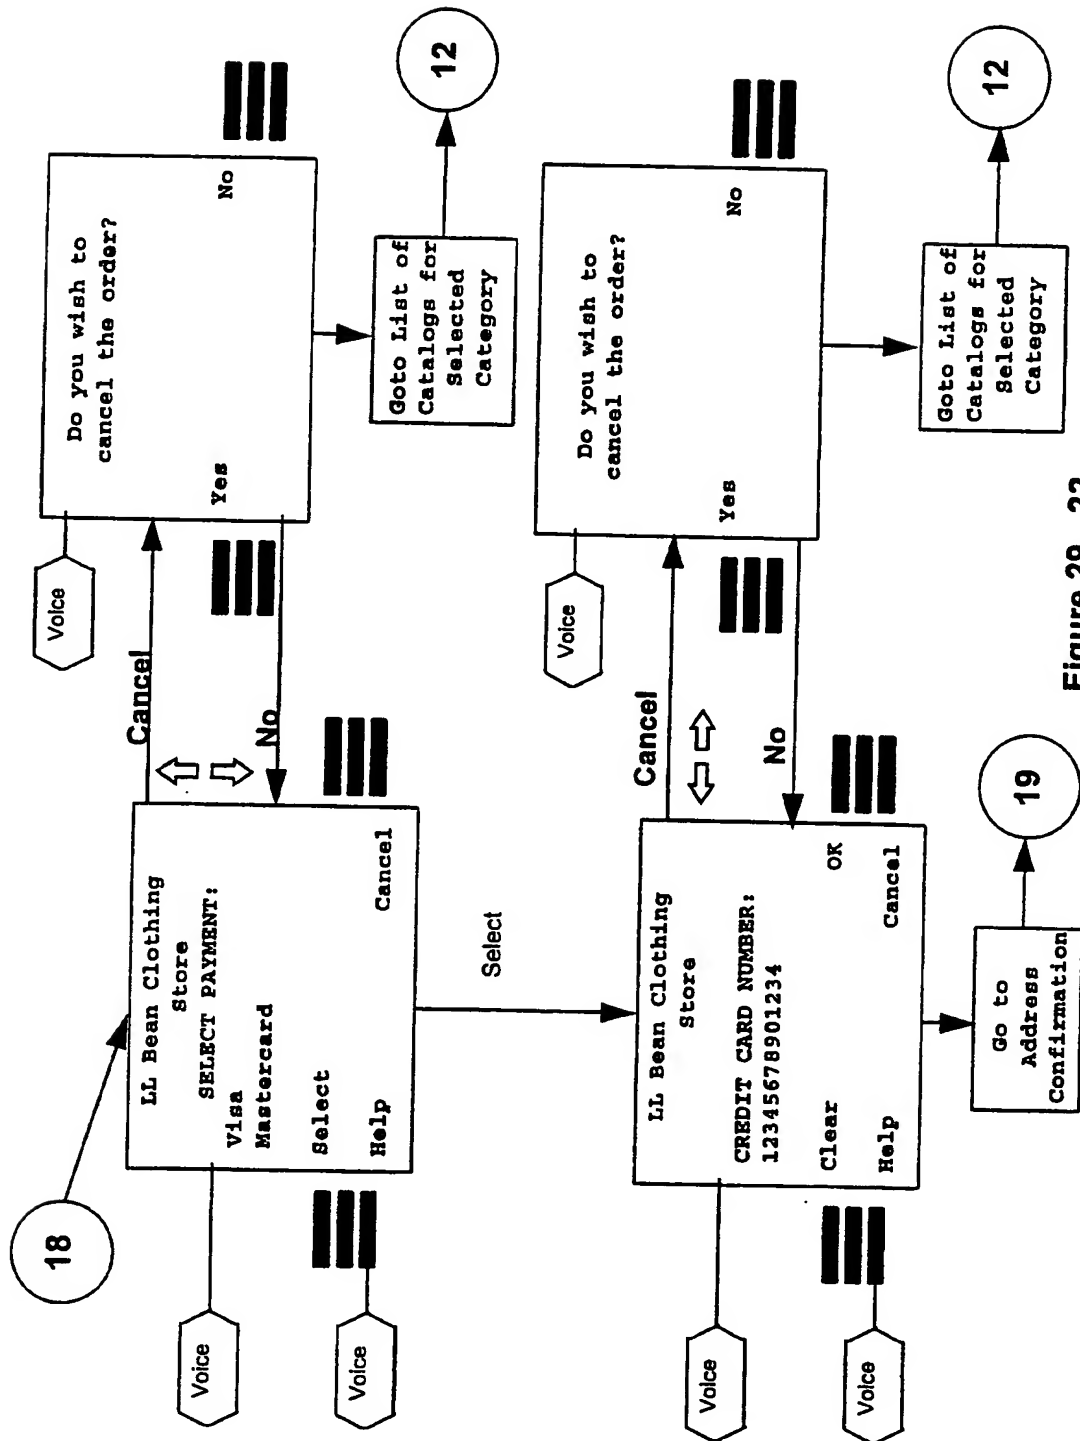 18
LL Bean Clothing
Store
SELECT PAYMENT:
Visa
Mastercard
Select
Help
Cancel
Voice
Voice
Cancel
No
Voice
Do you wish to
cancel the order?
Yes
No
Goto List of
Catalogs for
Selected
Category
12
Select
LL Bean Clothing
Store
CREDIT CARD NUMBER:
12345678901234
OK
Clear
Help
Cancel
Voice
Voice
Cancel
No
Voice
Do you wish to
cancel the order?
Yes
No
Goto List of
Catalogs for
Selected
Category
12
Go to
Address
Confirmation
19